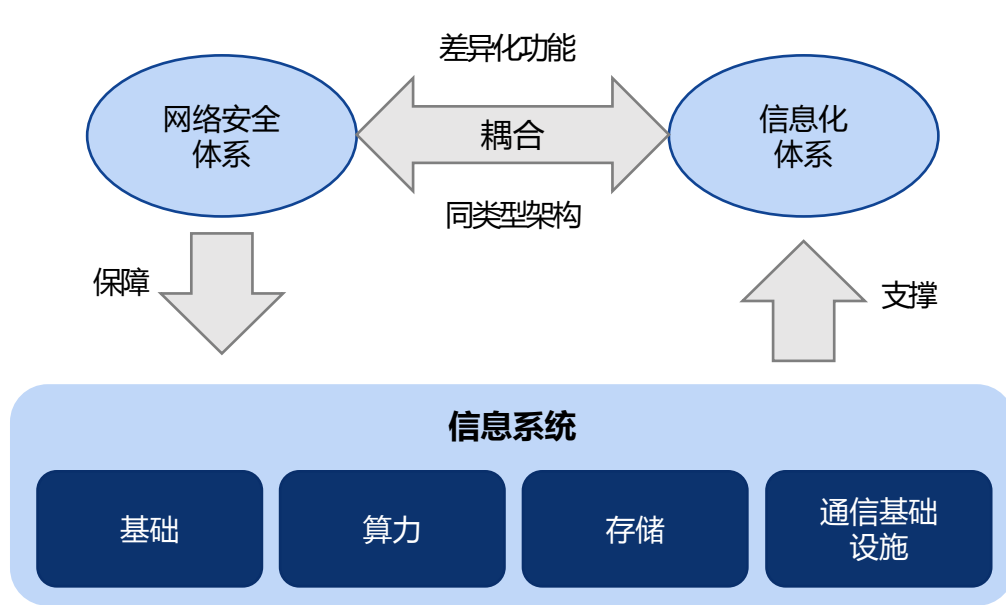 差异化功能
网络安全
体系
耦合
信息化
体系
同类型架构
保障
支撑
信息系统
基础
算力
存储
通信基础
设施